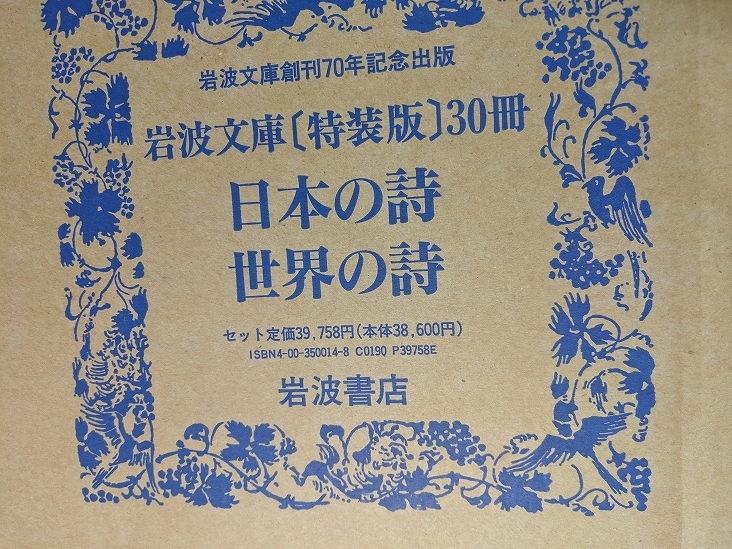 岩波文庫創刊70年記念出版
岩波文庫〔特装版〕30冊
日本の詩
世界の詩
セット定価39,758円(本体38,600円)
ISBN4-00-350014-8 C0190 P39758E
岩波書店